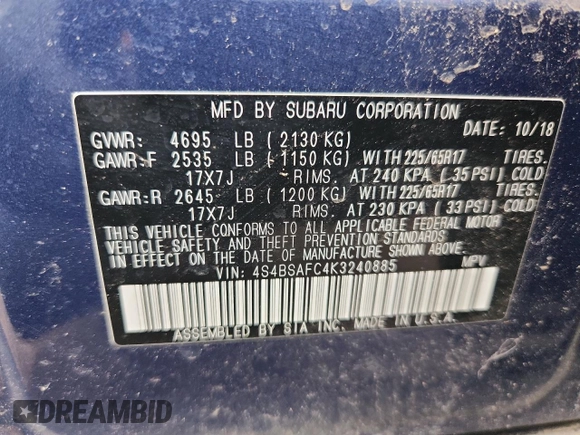 MFD BY SUBARU CORPORATION
DATE: 10/18
GVWR: 4695 LB ( 2130 KG)
GAWR:F 2535 LB ( 1150 KG) WITH 225/65R17 TIRES.
17X7J RIMS. AT 240 KPA ( 35 PSI) COLD
GAWR:R 2645 LB ( 1200 KG) WITH 225/65R17 TIRES.
17X7J RIMS. AT 230 KPA ( 33 PSI) COLD
THIS VEHICLE CONFORMS TO ALL APPLICABLE FEDERAL MOTOR
VEHICLE SAFETY AND THEFT PREVENTION STANDARDS
IN EFFECT ON THE DATE OF MANUFACTURE SHOWN ABOVE.
VIN: 4S4BSAFC4K3240885 MPV
ASSEMBLED BY SIA INC. MADE IN U.S.A.
DREAMBID